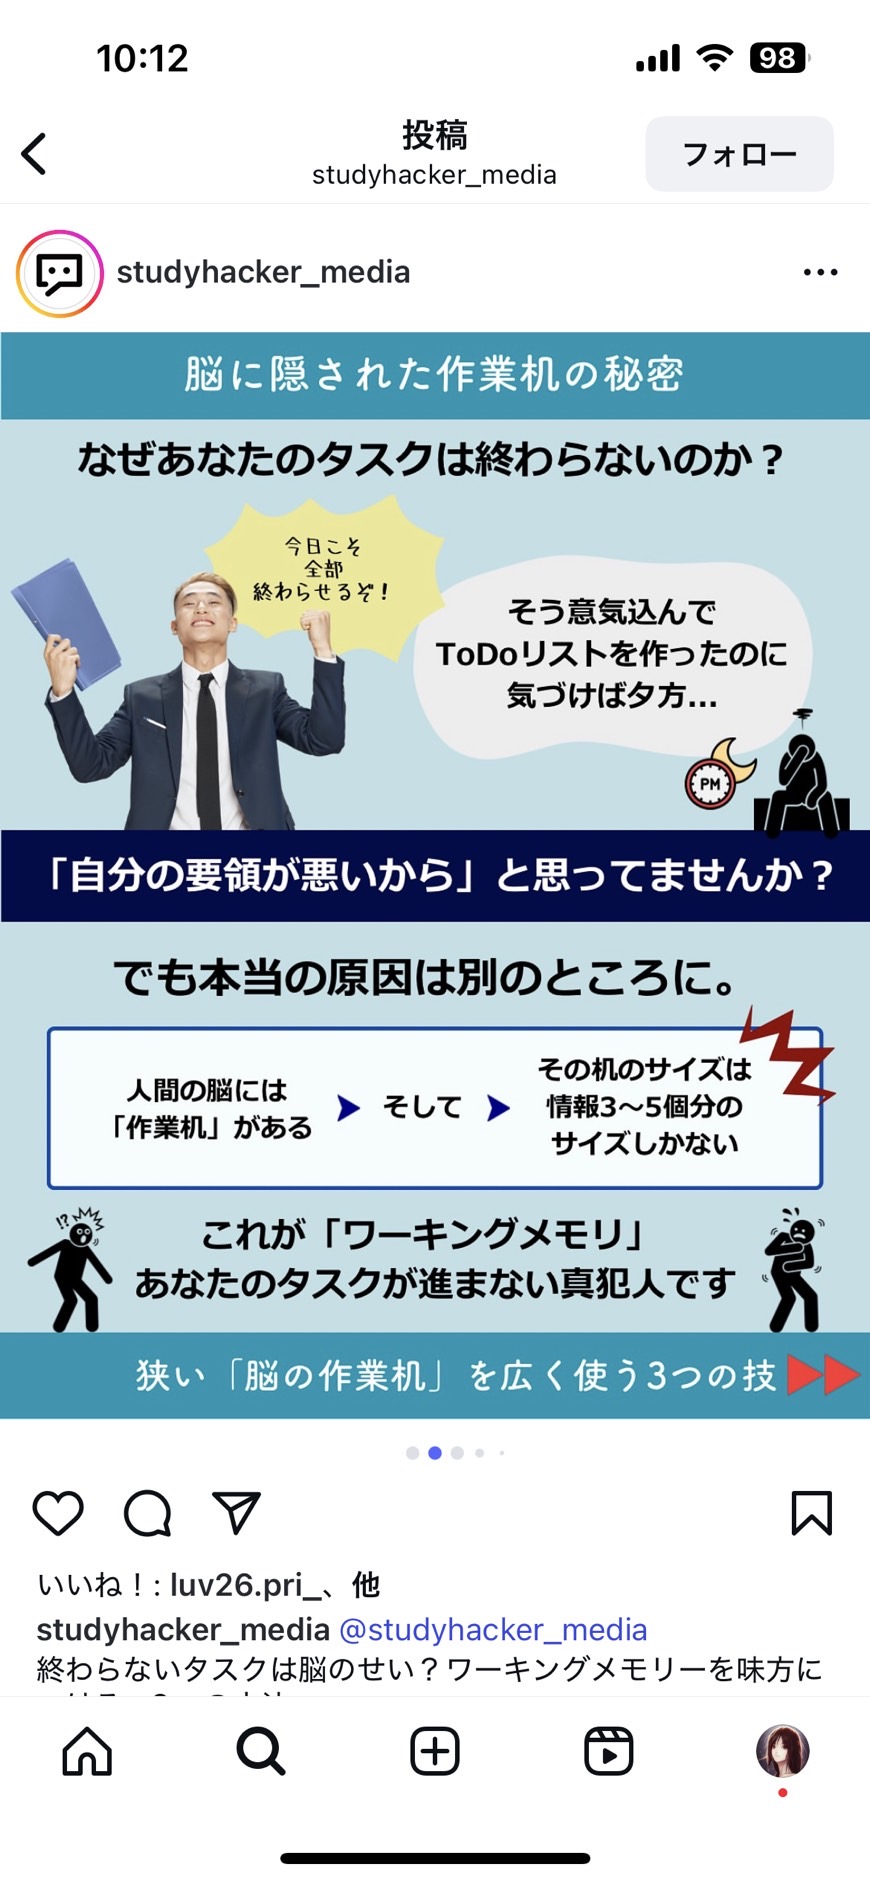 10:12
98
投稿
studyhacker_media
フォロー
studyhacker_media
脳に隠された作業机の秘密
なぜあなたのタスクは終わらないのか？
今日こそ
全部
終わらせるぞ！
そう意気込んで
ToDoリストを作ったのに
気づけば夕方...
PM
「自分の要領が悪いから」と思ってませんか？
でも本当の原因は別のところに。
人間の脳には
「作業机」がある
そして
その机のサイズは
情報3〜5個分の
サイズしかない
!?
これが「ワーキングメモリ」
あなたのタスクが進まない真犯人です
狭い「脳の作業机」を広く使う3つの技
いいね！: luv26.pri_、他
studyhacker_media @studyhacker_media
終わらないタスクは脳のせい？ワーキングメモリーを味方に